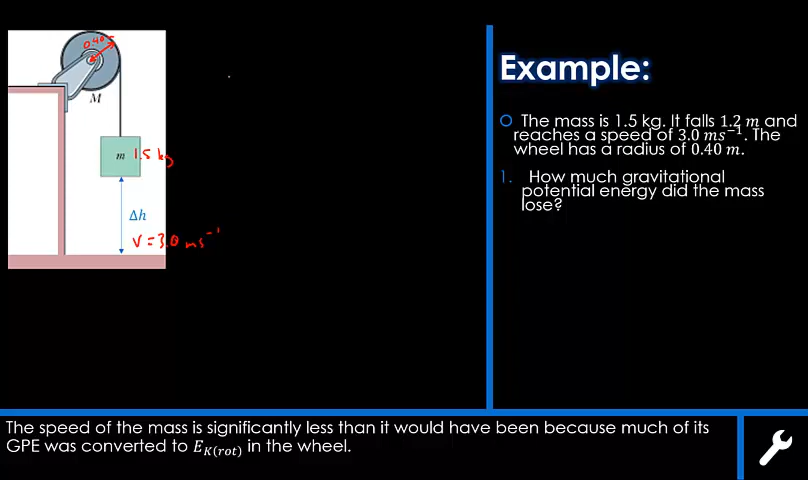 Example:
The mass is 1.5 kg. It falls 1.2 m and
reaches a speed of 3.0 ms⁻¹. The
wheel has a radius of 0.40 m.
1. How much gravitational
potential energy did the mass
lose?
0.40
M
m 1.5 kg
Δh
v = 3.0 ms⁻¹
The speed of the mass is significantly less than it would have been because much of its
GPE was converted to E_K(rot) in the wheel.